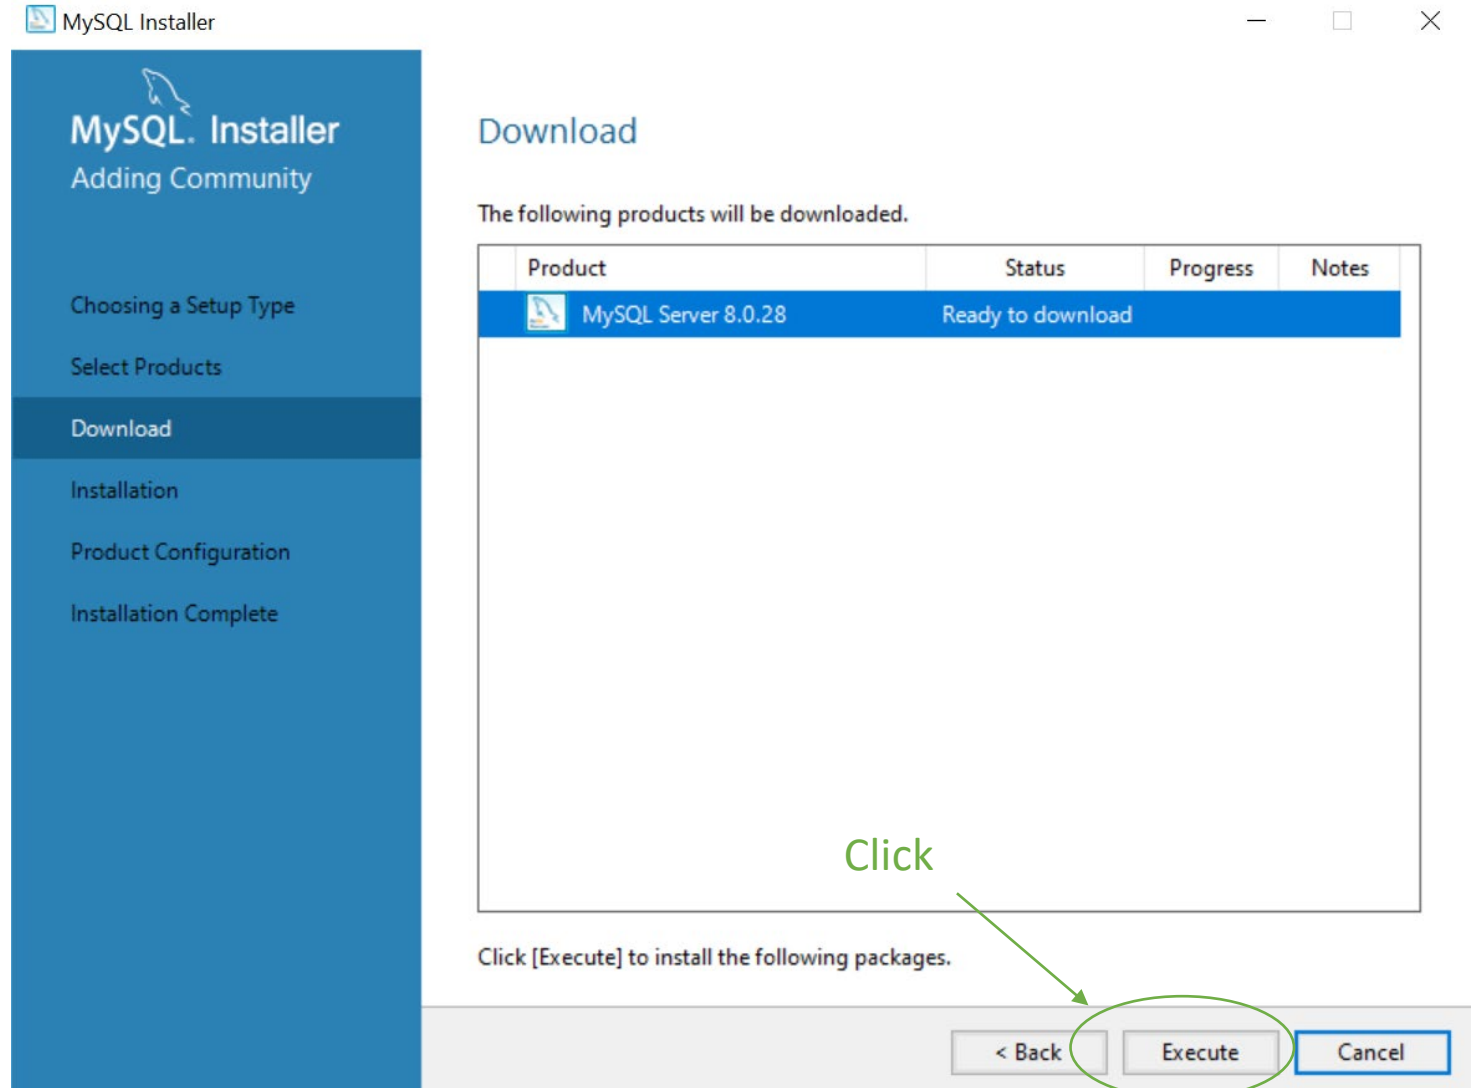 MySQL Installer
MySQL. Installer
Adding Community
Choosing a Setup Type
Select Products
Download
Installation
Product Configuration
Installation Complete
Download
The following products will be downloaded.
Product Status Progress Notes
MySQL Server 8.0.28 Ready to download
Click
Click [Execute] to install the following packages.
< Back Execute Cancel